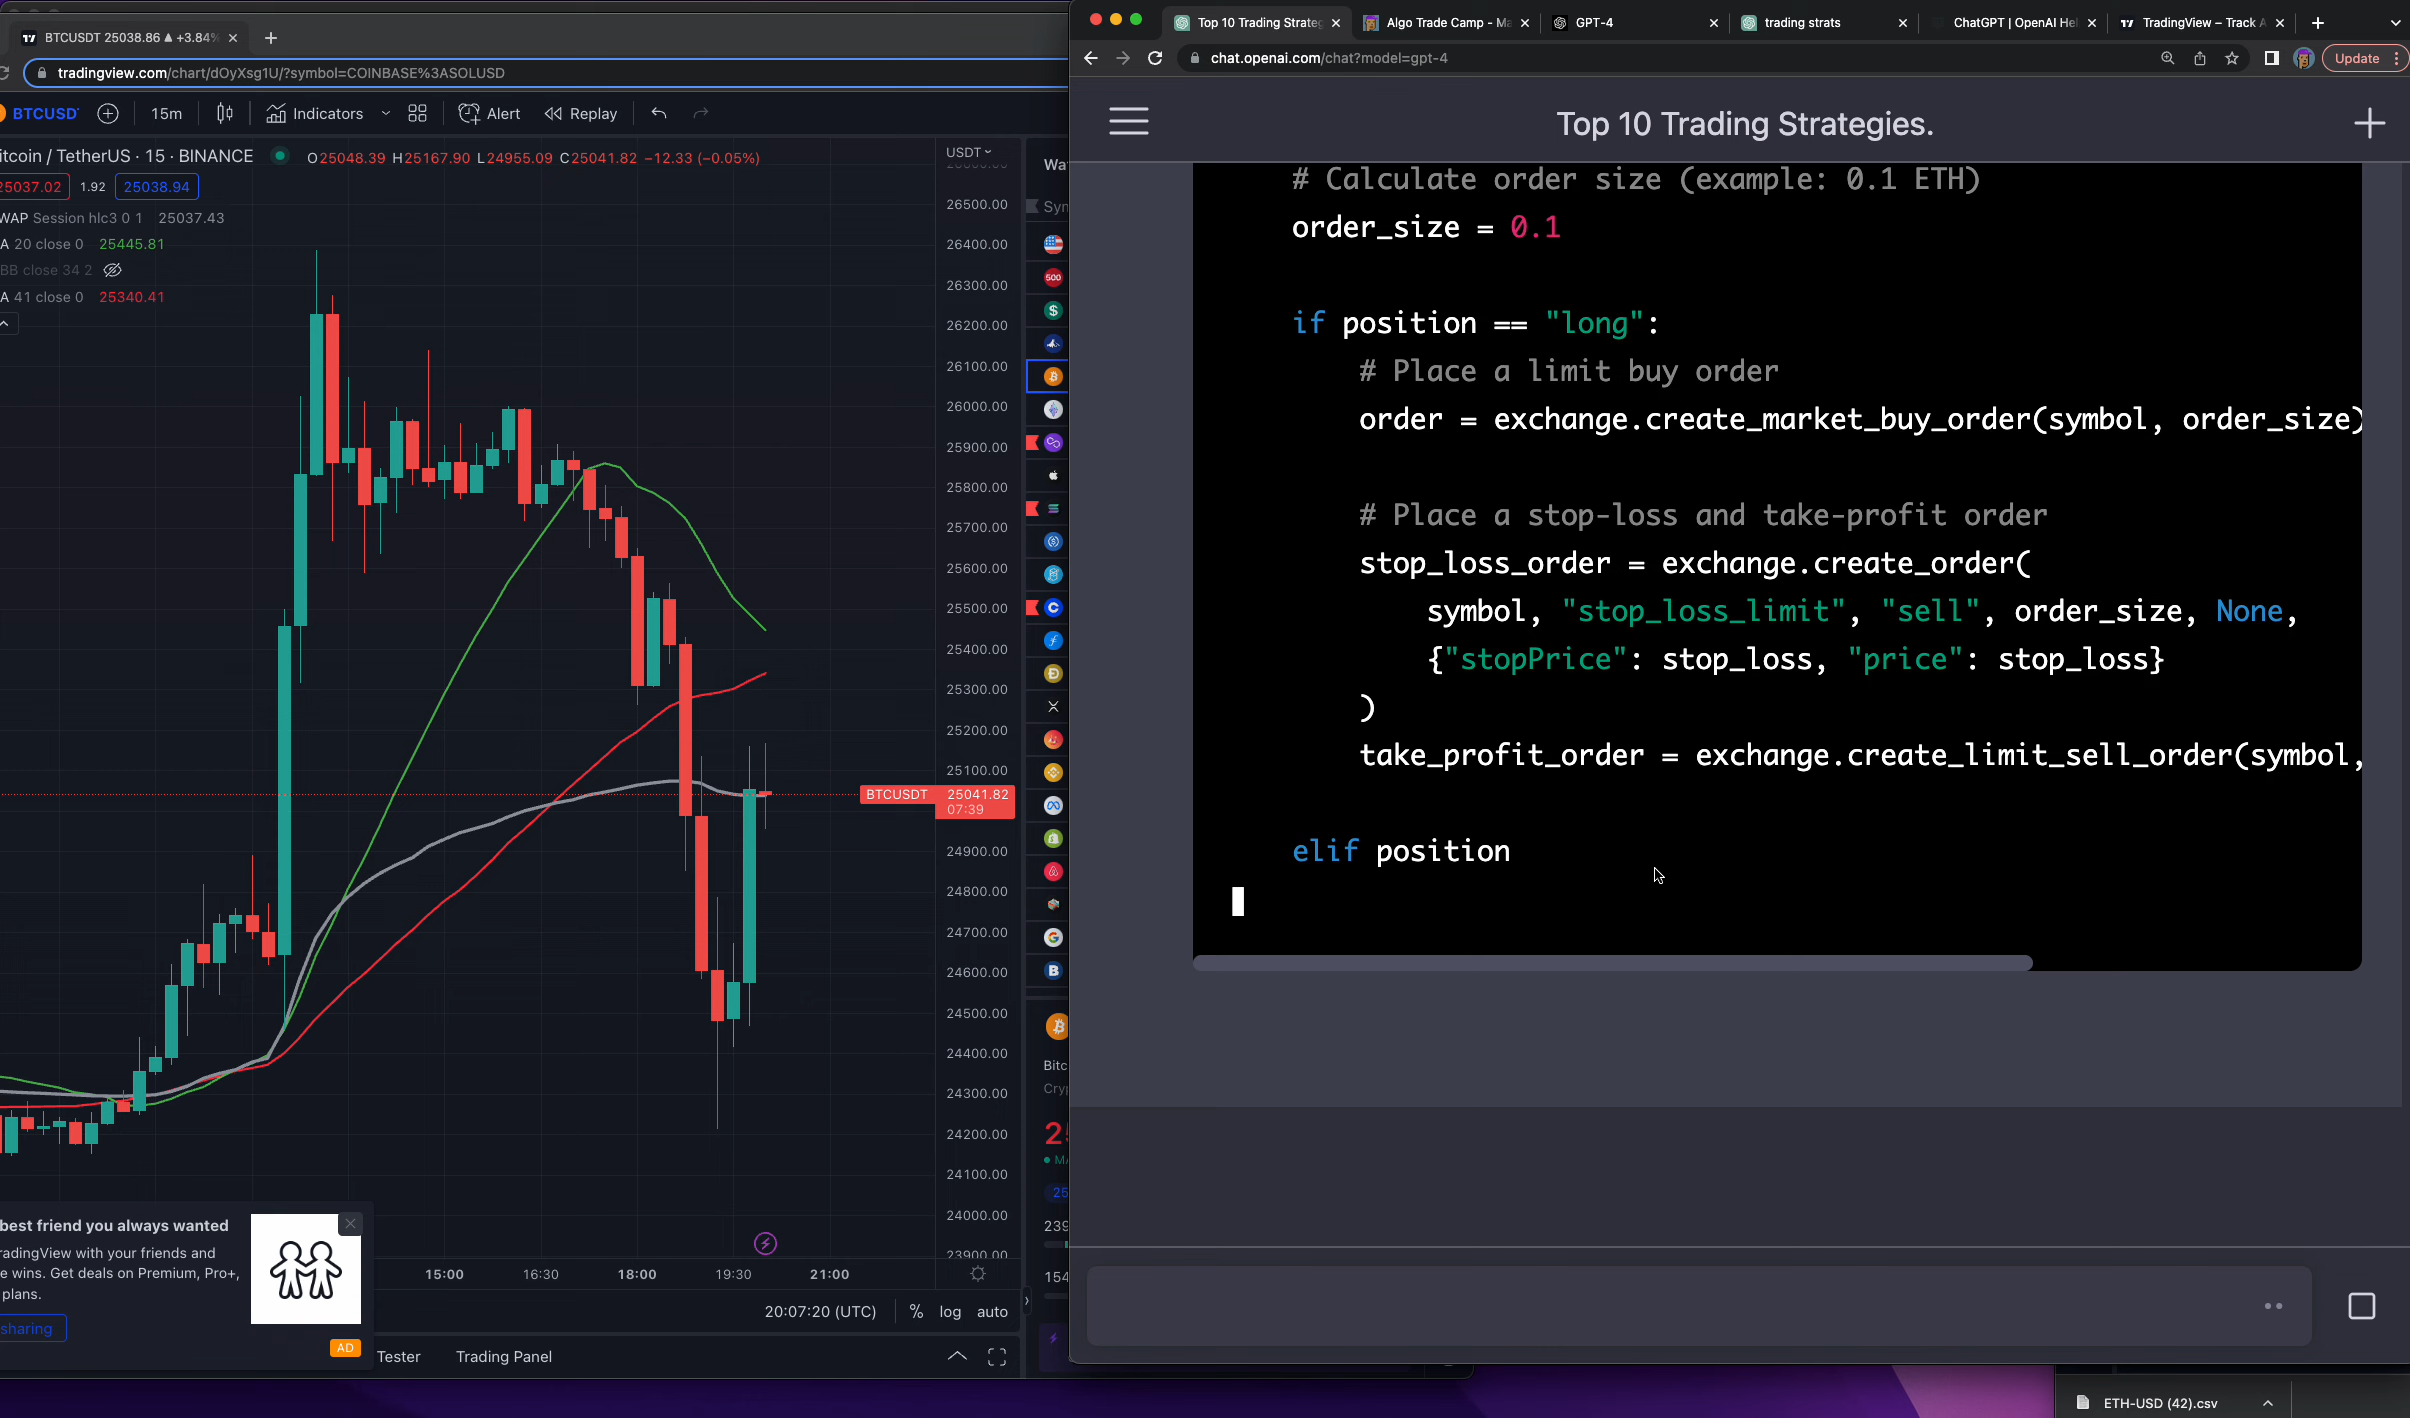 BTCUSDT 25038.86 ▲ +3.84%
tradingview.com/chart/dOyXsg1U/?symbol=COINBASE%3ASOLUSD
BTCUSD
15m
Indicators
Alert
Replay
itcoin / TetherUS · 15 · BINANCE
O25048.39 H25167.90 L24955.09 C25041.82 −12.33 (−0.05%)
25037.02 1.92 25038.94
WAP Session hlc3 0 1 25037.43
A 20 close 0 25445.81
BB close 34 2
A 41 close 0 25340.41
USDT
26500.00
26400.00
26300.00
26200.00
26100.00
26000.00
25900.00
25800.00
25700.00
25600.00
25500.00
25400.00
25300.00
25200.00
25100.00
BTCUSDT 25041.82
07:39
24900.00
24800.00
24700.00
24600.00
24500.00
24400.00
24300.00
24200.00
24100.00
24000.00
23900.00
15:00 16:30 18:00 19:30 21:00
20:07:20 (UTC) % log auto
Tester Trading Panel
best friend you always wanted
radingView with your friends and
e wins. Get deals on Premium, Pro+,
plans.
sharing
AD
Wa
Syn
500
Bitc
Cryp
25
239
154
Top 10 Trading Strateg
Algo Trade Camp - Ma
GPT-4
trading strats
ChatGPT | OpenAI Hel
TradingView – Track A
chat.openai.com/chat?model=gpt-4
Update
Top 10 Trading Strategies.
# Calculate order size (example: 0.1 ETH)
order_size = 0.1
if position == "long":
# Place a limit buy order
order = exchange.create_market_buy_order(symbol, order_size)
# Place a stop-loss and take-profit order
stop_loss_order = exchange.create_order(
symbol, "stop_loss_limit", "sell", order_size, None,
{"stopPrice": stop_loss, "price": stop_loss}
)
take_profit_order = exchange.create_limit_sell_order(symbol,
elif position
ETH-USD (42).csv